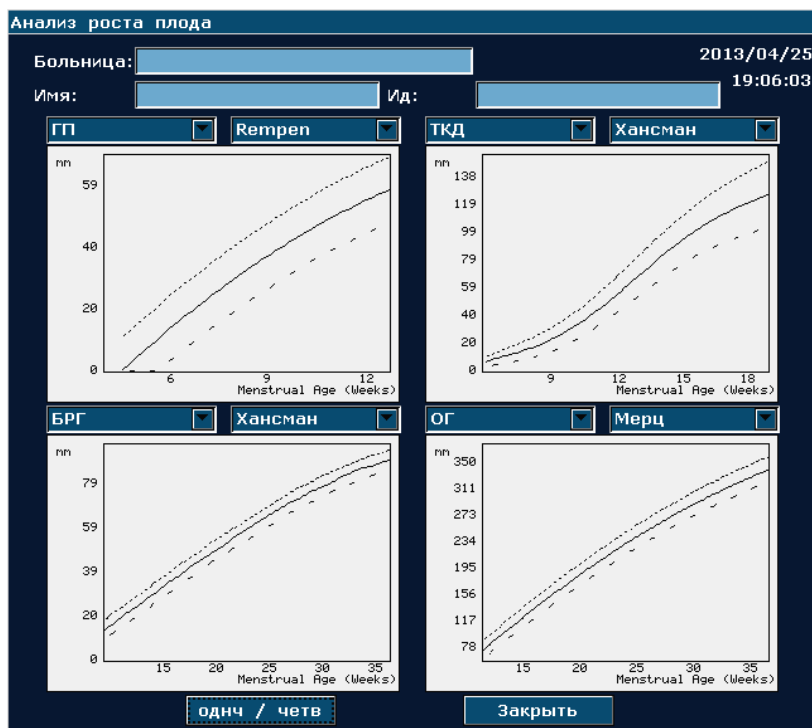 Анализ роста плода
Больница:
2013/04/25
19:06:03
Имя:
Ид:
ГП
Rempen
ТКД
Хансман
mm
59
40
20
0
6 9 12
Menstrual Age (Weeks)
mm
138
119
99
79
59
40
20
0
9 12 15 18
Menstrual Age (Weeks)
БРГ
Хансман
ОГ
Мерц
mm
79
59
39
20
0
15 20 25 30 35
Menstrual Age (Weeks)
mm
350
311
273
234
195
156
117
78
15 20 25 30 35
Menstrual Age (Weeks)
однч / четв
Закрыть